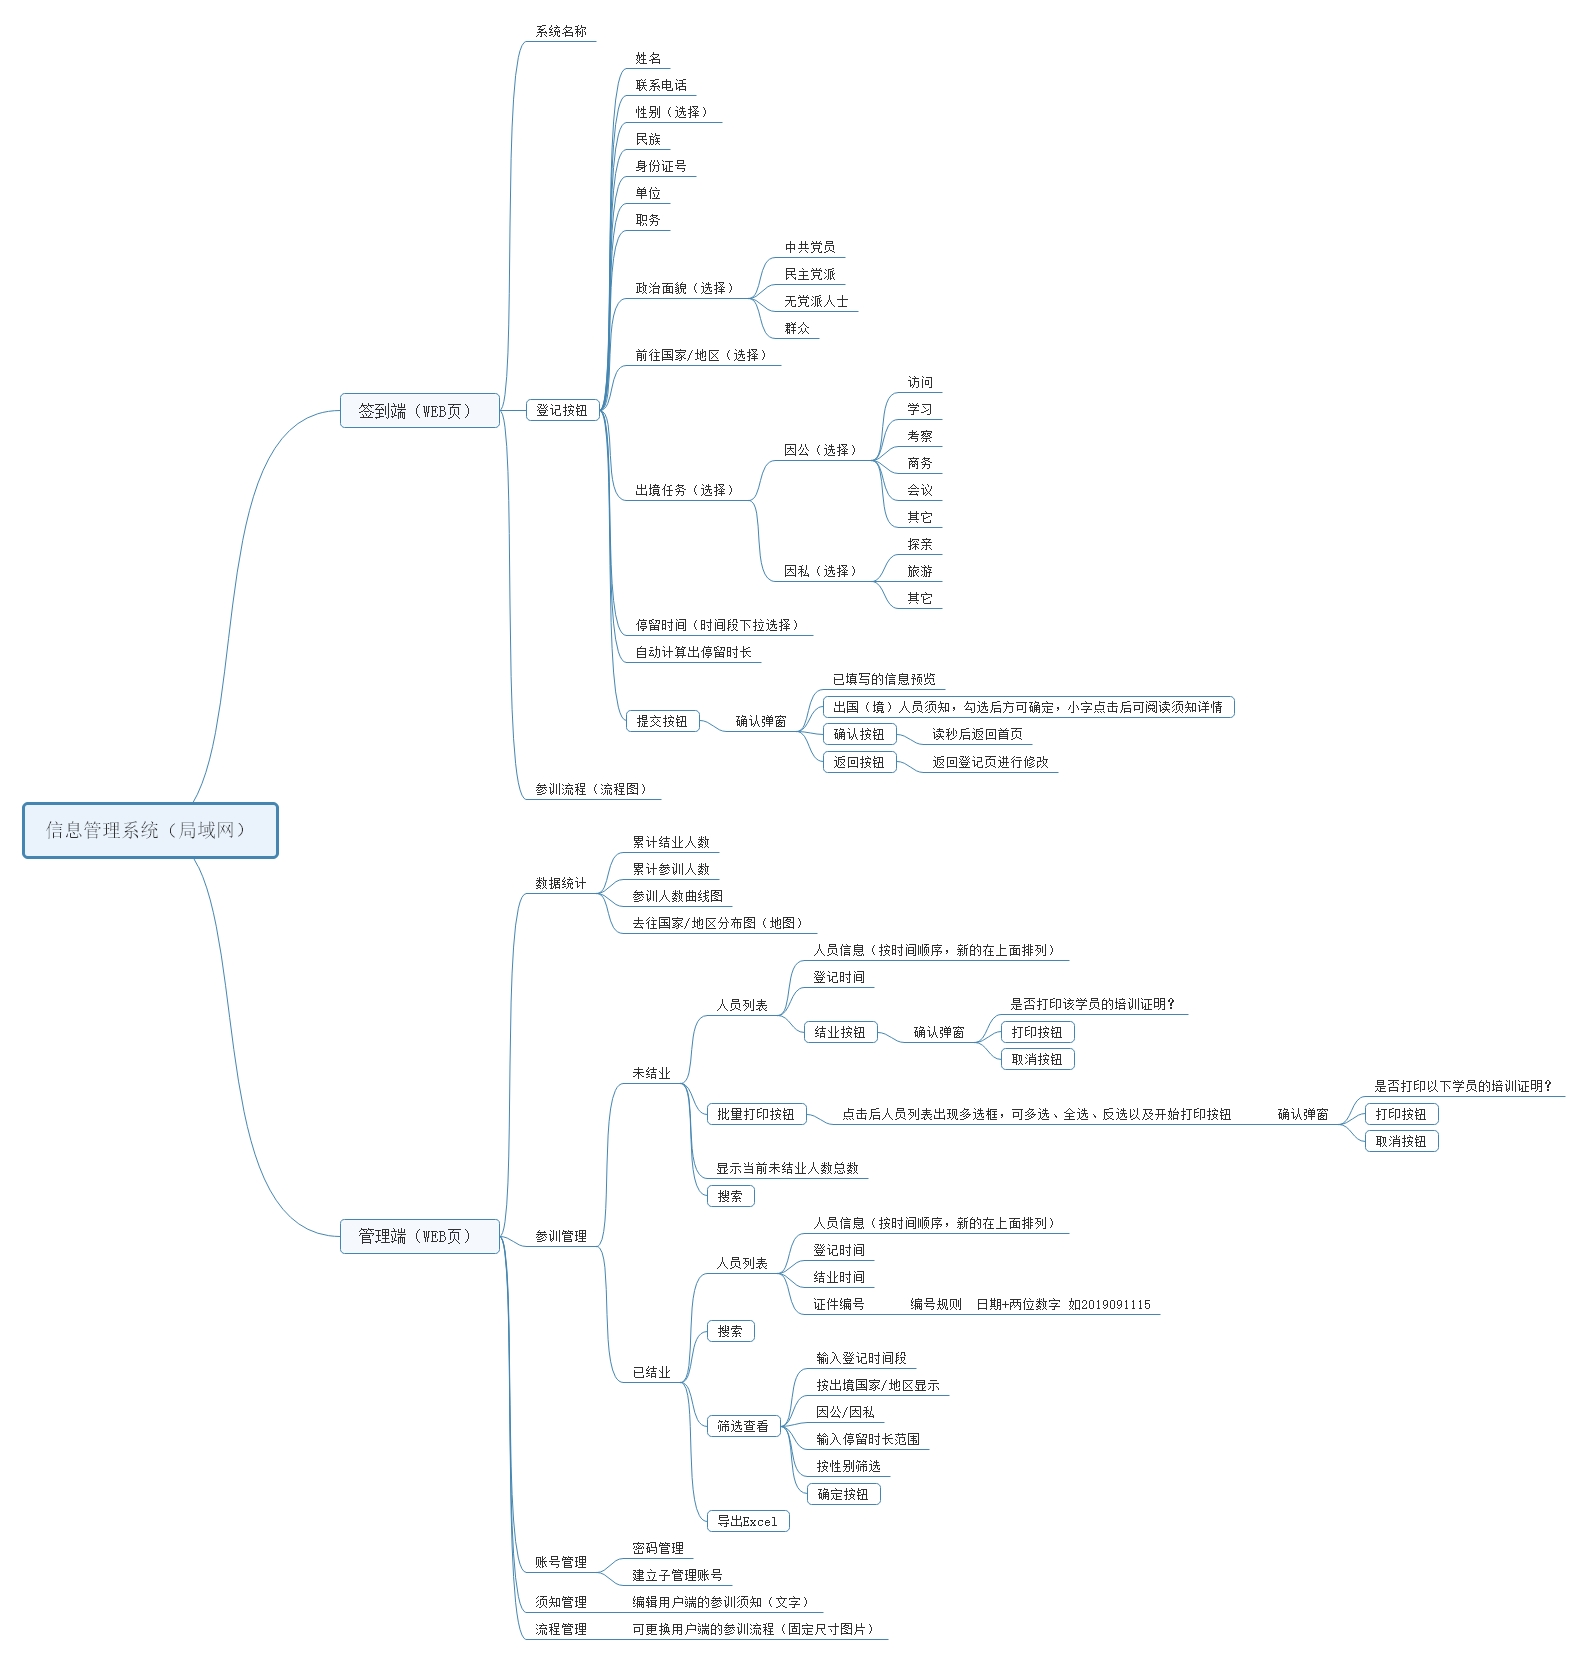 系统名称
姓名
联系电话
性别（选择）
民族
身份证号
单位
职务
中共党员
民主党派
政治面貌（选择）
无党派人士
群众
前往国家/地区（选择）
访问
签到端（WEB页）
登记按钮
学习
考察
因公（选择）
商务
出境任务（选择）
会议
其它
探亲
因私（选择）
旅游
其它
停留时间（时间段下拉选择）
自动计算出停留时长
已填写的信息预览
出国（境）人员须知，勾选后方可确定，小字点击后可阅读须知详情
提交按钮
确认弹窗
确认按钮
读秒后返回首页
返回按钮
返回登记页进行修改
参训流程（流程图）
信息管理系统（局域网）
累计结业人数
累计参训人数
数据统计
参训人数曲线图
去往国家/地区分布图（地图）
人员信息（按时间顺序，新的在上面排列）
登记时间
人员列表
是否打印该学员的培训证明？
结业按钮
确认弹窗
打印按钮
取消按钮
未结业
是否打印以下学员的培训证明？
批量打印按钮
点击后人员列表出现多选框，可多选、全选、反选以及开始打印按钮
确认弹窗
打印按钮
取消按钮
显示当前未结业人数总数
搜索
管理端（WEB页）
参训管理
人员信息（按时间顺序，新的在上面排列）
登记时间
人员列表
结业时间
证件编号
编号规则 日期+两位数字 如2019091115
搜索
输入登记时间段
已结业
按出境国家/地区显示
因公/因私
筛选查看
输入停留时长范围
按性别筛选
确定按钮
导出Excel
密码管理
账号管理
建立子管理账号
须知管理
编辑用户端的参训须知（文字）
流程管理
可更换用户端的参训流程（固定尺寸图片）